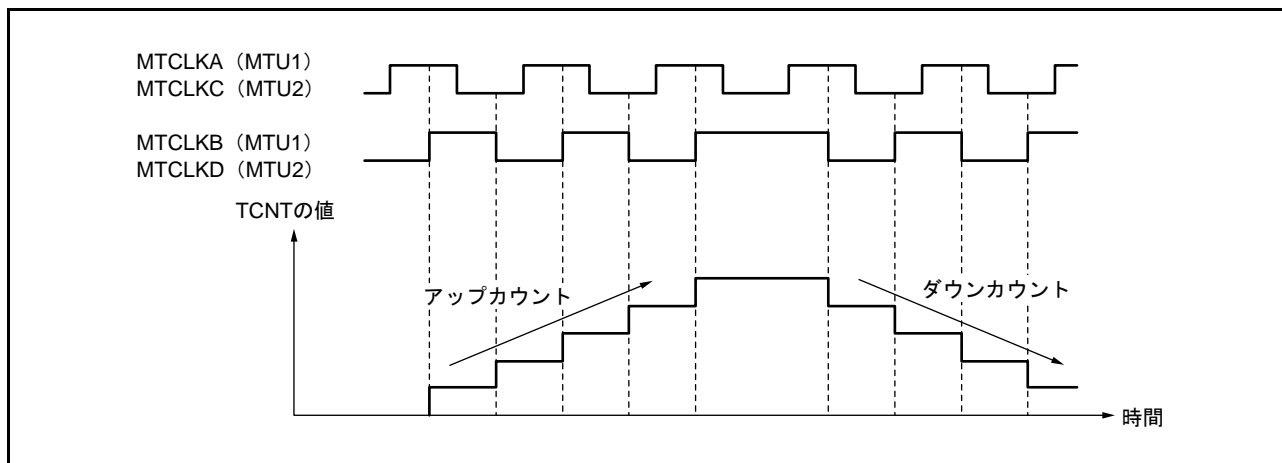 MTCLKA（MTU1）
MTCLKC（MTU2）
MTCLKB（MTU1）
MTCLKD（MTU2）
TCNTの値
アップカウント
ダウンカウント
時間